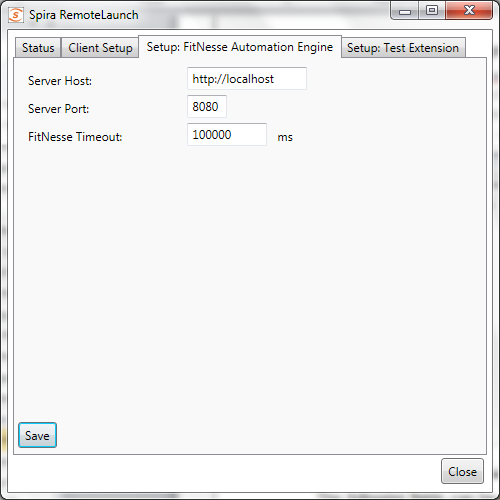 Spira RemoteLaunch
Status Client Setup Setup: FitNesse Automation Engine Setup: Test Extension
Server Host: http://localhost
Server Port: 8080
FitNesse Timeout: 100000 ms
Save
Close